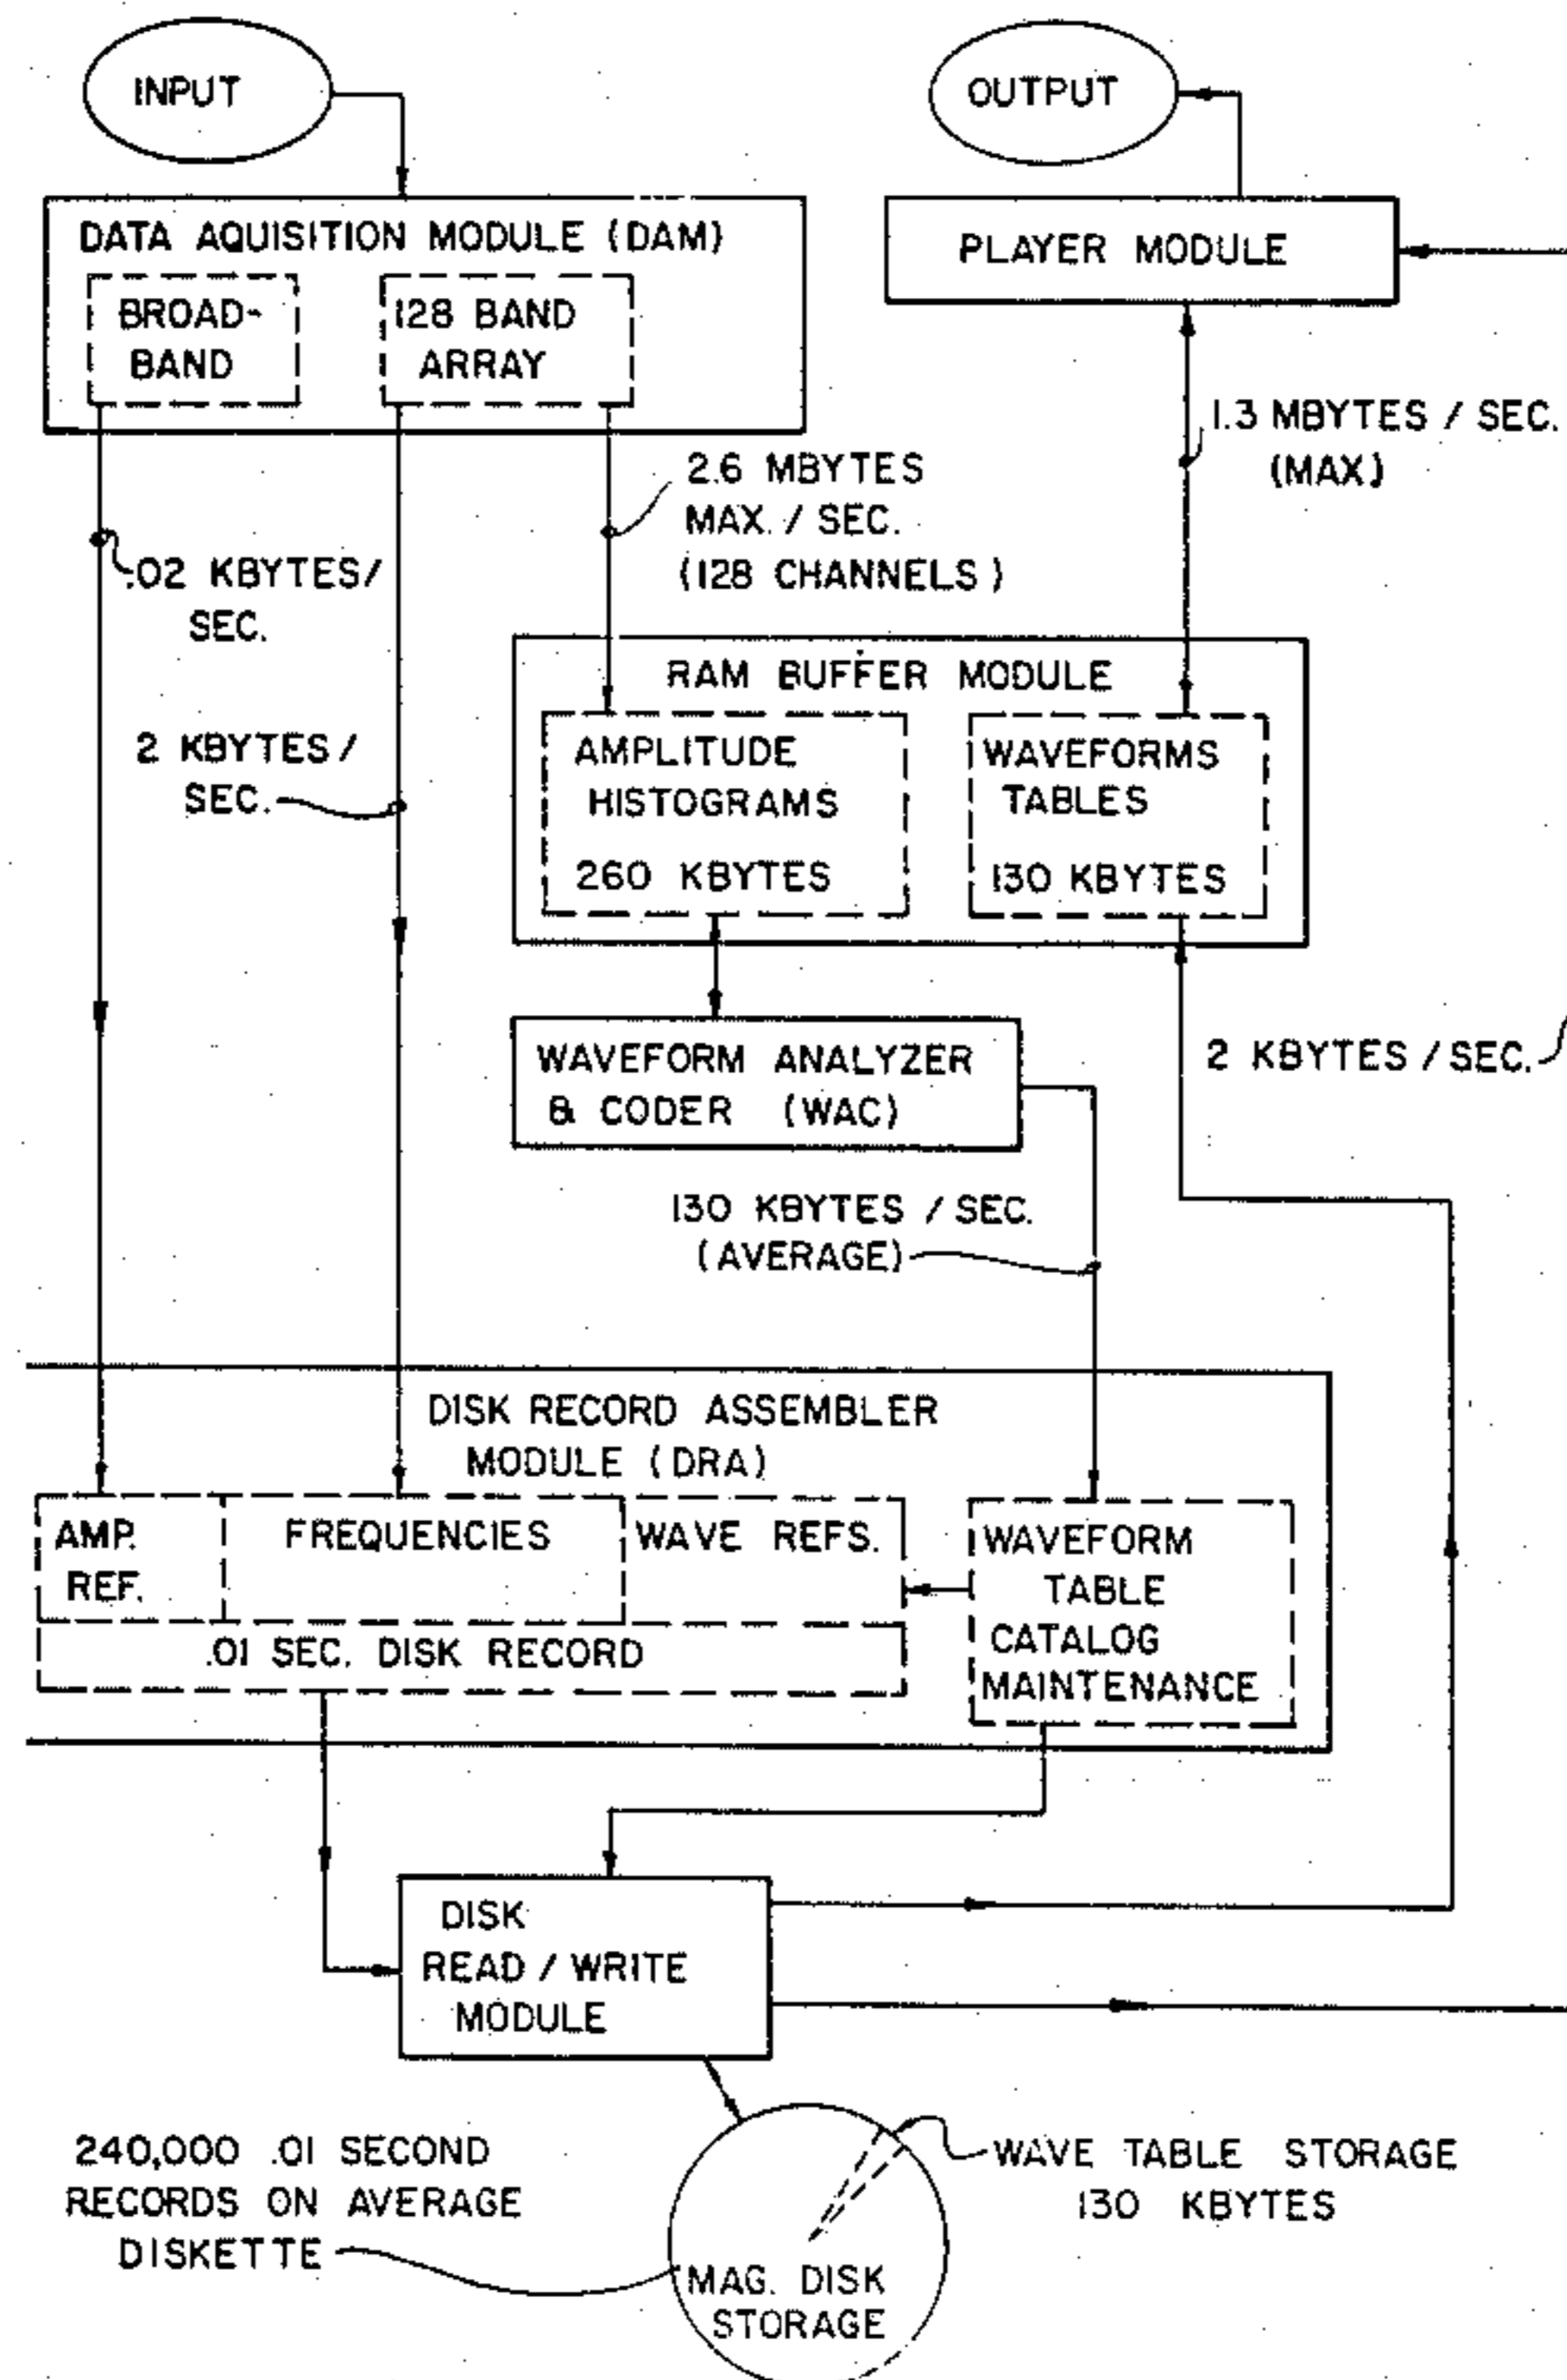 INPUT
OUTPUT
DATA AQUISITION MODULE (DAM)
BROAD-
BAND
128 BAND
ARRAY
PLAYER MODULE
1.3 MBYTES / SEC.
(MAX.)
2.6 MBYTES
MAX. / SEC.
(128 CHANNELS)
.02 KBYTES/
SEC.
RAM BUFFER MODULE
2 KBYTES /
SEC.
AMPLITUDE
HISTOGRAMS
260 KBYTES
WAVEFORMS
TABLES
130 KBYTES
WAVEFORM ANALYZER
& CODER (WAC)
2 KBYTES / SEC.
130 KBYTES / SEC.
(AVERAGE)
DISK RECORD ASSEMBLER
MODULE (DRA)
AMP.
REF.
FREQUENCIES
WAVE REFS.
.01 SEC. DISK RECORD
WAVEFORM
TABLE
CATALOG
MAINTENANCE
DISK
READ / WRITE
MODULE
240,000 .01 SECOND
RECORDS ON AVERAGE
DISKETTE
WAVE TABLE STORAGE
130 KBYTES
MAG. DISK
STORAGE